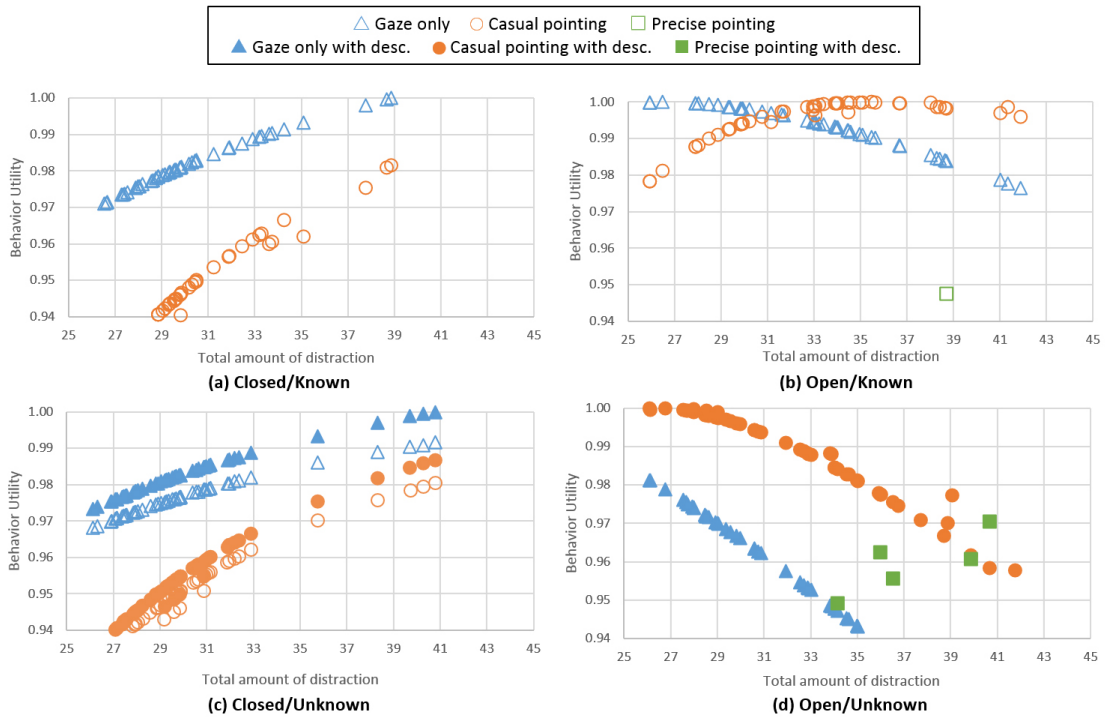 Gaze only Casual pointing Precise pointing
Gaze only with desc. Casual pointing with desc. Precise pointing with desc.
Behavior Utility
1.00
0.99
0.98
0.97
0.96
0.95
0.94
25 27 29 31 33 35 37 39 41 43 45
Total amount of distraction
(a) Closed/Known
Behavior Utility
1.00
0.99
0.98
0.97
0.96
0.95
0.94
25 27 29 31 33 35 37 39 41 43 45
Total amount of distraction
(b) Open/Known
Behavior Utility
1.00
0.99
0.98
0.97
0.96
0.95
0.94
25 27 29 31 33 35 37 39 41 43 45
Total amount of distraction
(c) Closed/Unknown
Behavior Utility
1.00
0.99
0.98
0.97
0.96
0.95
0.94
25 27 29 31 33 35 37 39 41 43 45
Total amount of distraction
(d) Open/Unknown